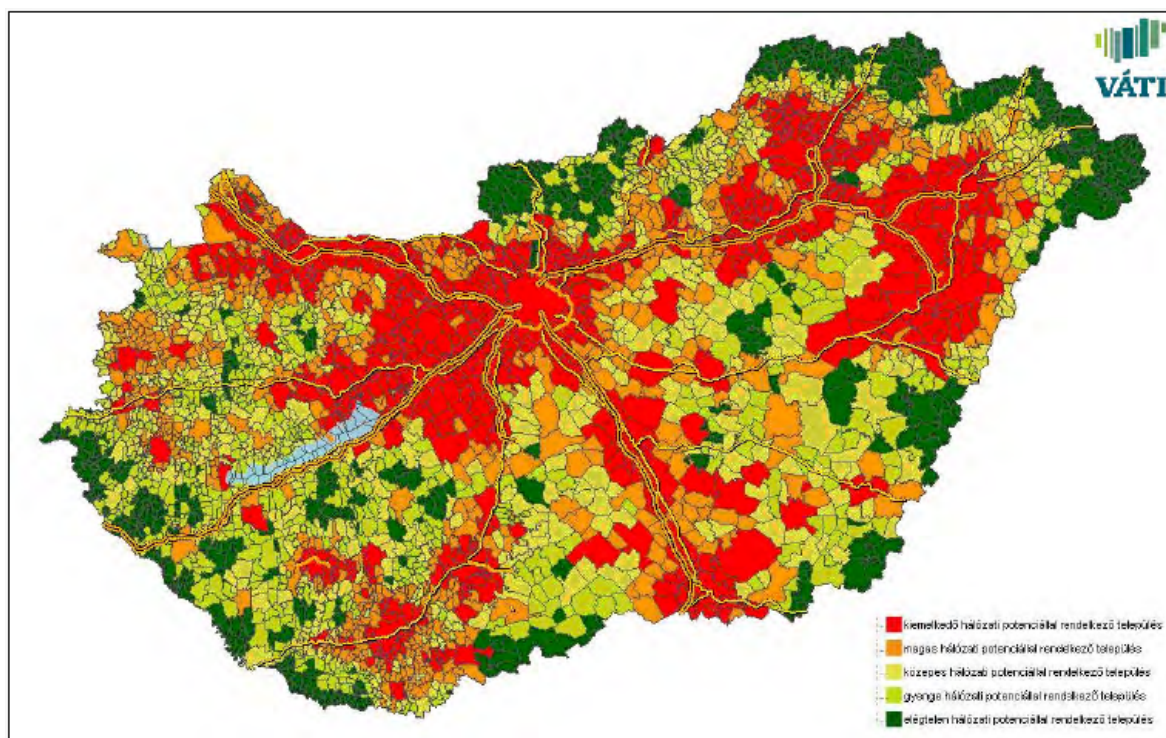 VÁTI
kiemelkedő hálózati potenciállal rendelkező település
magas hálózati potenciállal rendelkező település
közepes hálózati potenciállal rendelkező település
gyenge hálózati potenciállal rendelkező település
elégtelen hálózati potenciállal rendelkező település